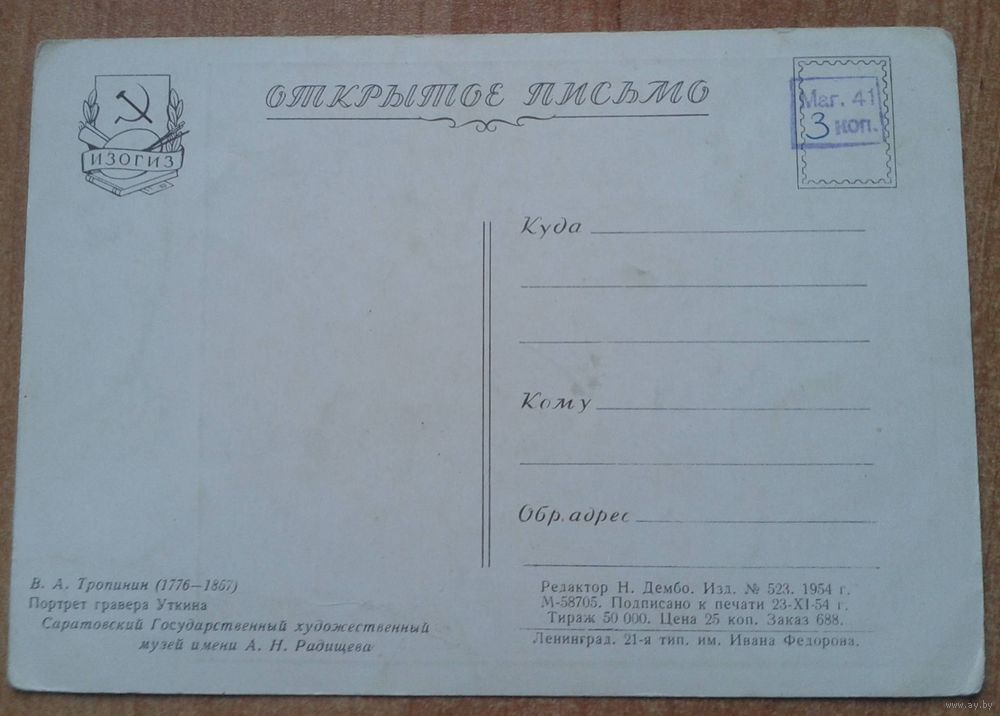 ИЗОГИЗ
ОТКРЫТОЕ ПИСЬМО
Маг. 41
3 коп.
Куда
Кому
Обр. адрес
В. А. Тропинин (1776—1857)
Портрет гравера Уткина
Саратовский Государственный художественный
музей имени А. Н. Радищева
Редактор Н. Дембо. Изд. № 523. 1954 г.
М-58705. Подписано к печати 23-XI-54 г.
Тираж 50 000. Цена 25 коп. Заказ 688.
Ленинград. 21-я тип. им. Ивана Федорова.
www.ay.by